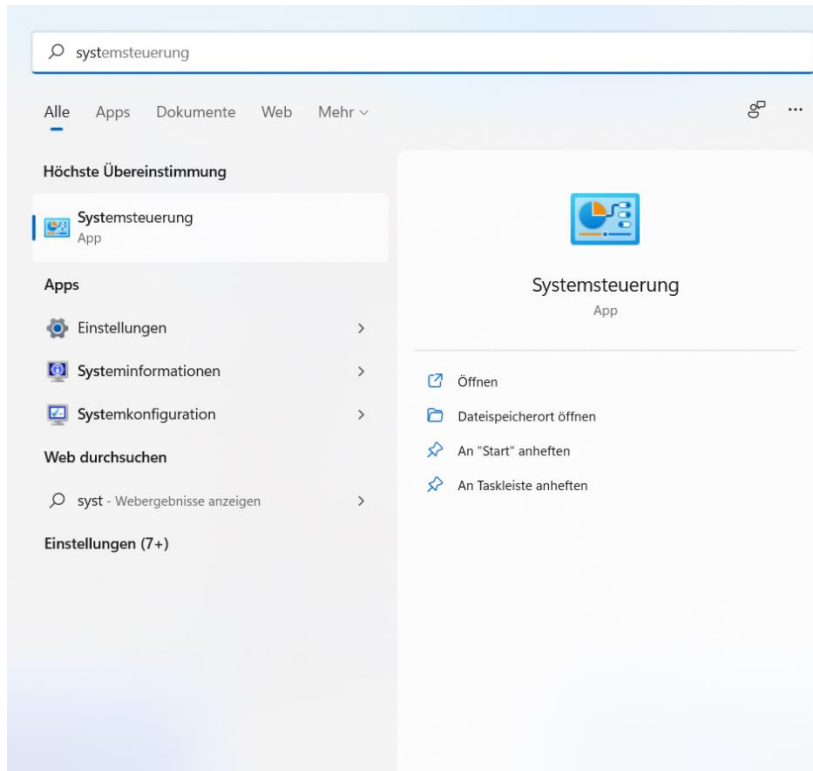 systemsteuerung
Alle Apps Dokumente Web Mehr
Höchste Übereinstimmung
Systemsteuerung
App
Apps
Einstellungen
Systeminformationen
Systemkonfiguration
Web durchsuchen
syst - Webergebnisse anzeigen
Einstellungen (7+)
Systemsteuerung
App
Öffnen
Dateispeicherort öffnen
An "Start" anheften
An Taskleiste anheften